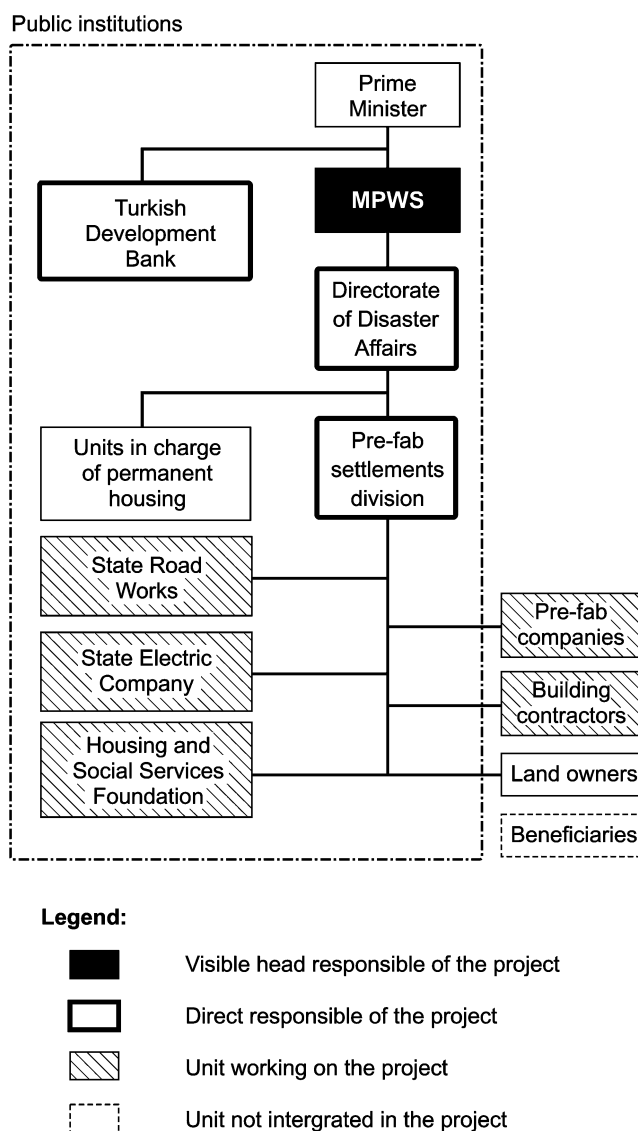 Public institutions
Prime
Minister
Turkish
Development
Bank
MPWS
Directorate
of Disaster
Affairs
Units in charge
of permanent
housing
Pre-fab
settlements
division
State Road
Works
State Electric
Company
Housing and
Social Services
Foundation
Pre-fab
companies
Building
contractors
Land owners
Beneficiaries
Legend:
Visible head responsible of the project
Direct responsible of the project
Unit working on the project
Unit not intergrated in the project